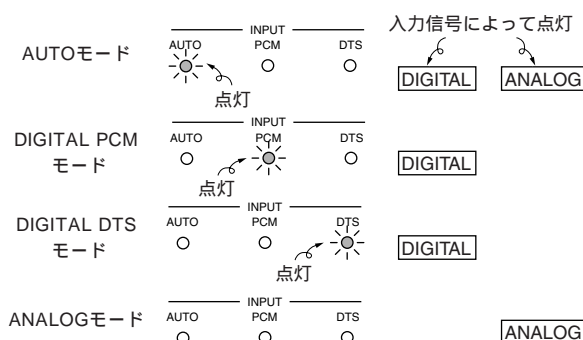 入力信号によって点灯
INPUT
AUTO PCM DTS
AUTOモード
DIGITAL ANALOG
点灯
INPUT
AUTO PCM DTS
DIGITAL PCM
モード
DIGITAL
点灯
INPUT
AUTO PCM DTS
DIGITAL DTS
モード
DIGITAL
点灯
INPUT
AUTO PCM DTS
ANALOGモード
ANALOG